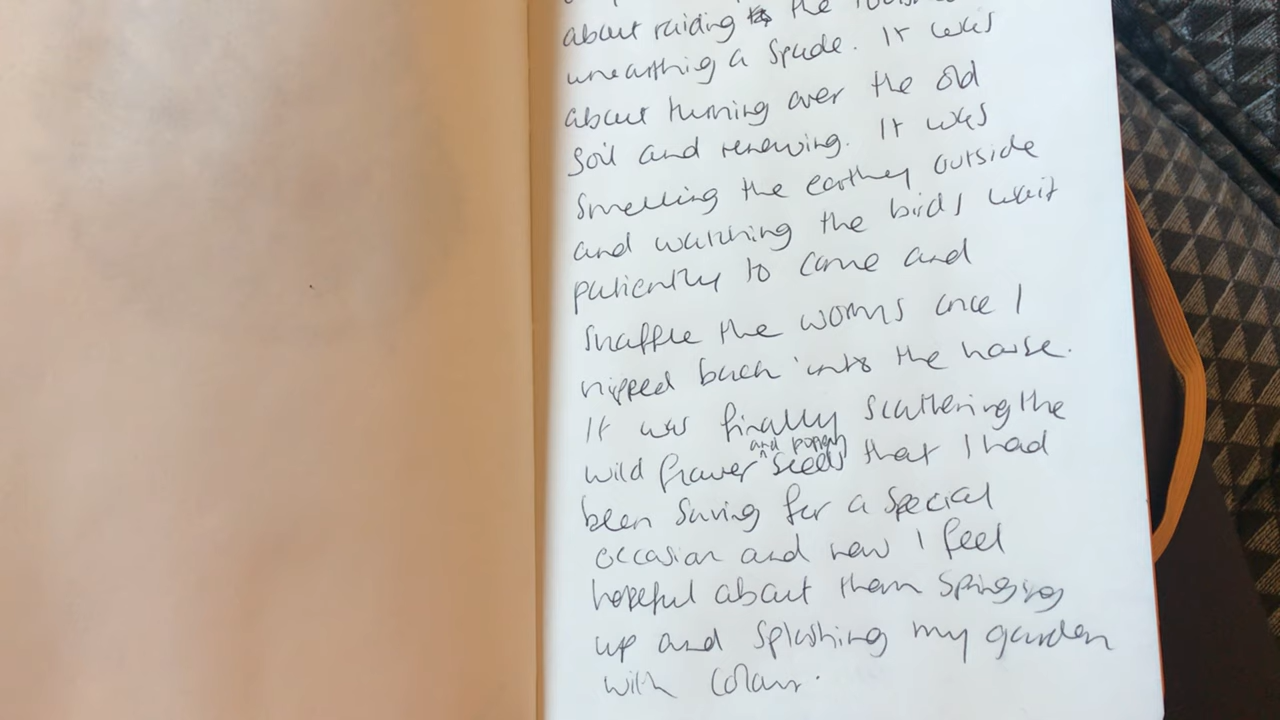 about raiding the
unearthing a spade. It was
about turning over the old
soil and renewing. It was
smelling the earthey outside
and watching the birds wait
patiently to come and
snaffle the worms once I
nipped back into the house.
It was finally scattering the
and poppy
wild flower seeds that I had
been saving for a special
occasion and now I feel
hopeful about them springing
up and splashing my garden
with colour.